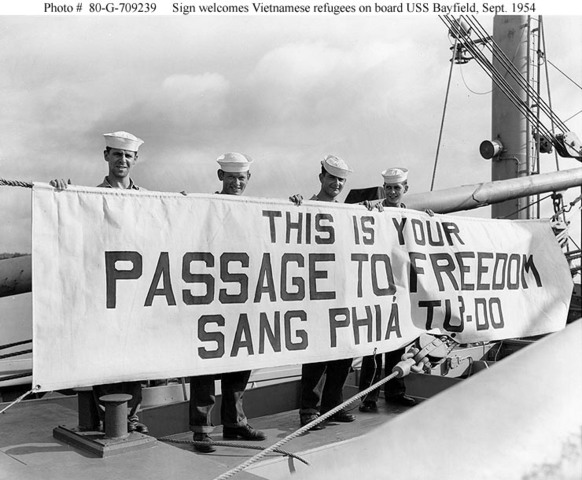 Photo # 80-G-709239 Sign welcomes Vietnamese refugees on board USS Bayfield, Sept. 1954
THIS IS YOUR
PASSAGE TO FREEDOM
SANG PHIÁ TỰ-DO